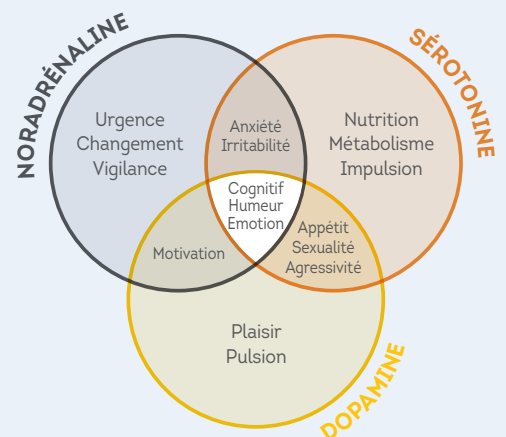 NORADRÉNALINE
SÉROTONINE
Urgence
Changement
Vigilance
Anxiété
Irritabilité
Nutrition
Métabolisme
Impulsion
Cognitif
Humeur
Emotion
Motivation
Appétit
Sexualité
Agressivité
Plaisir
Pulsion
DOPAMINE